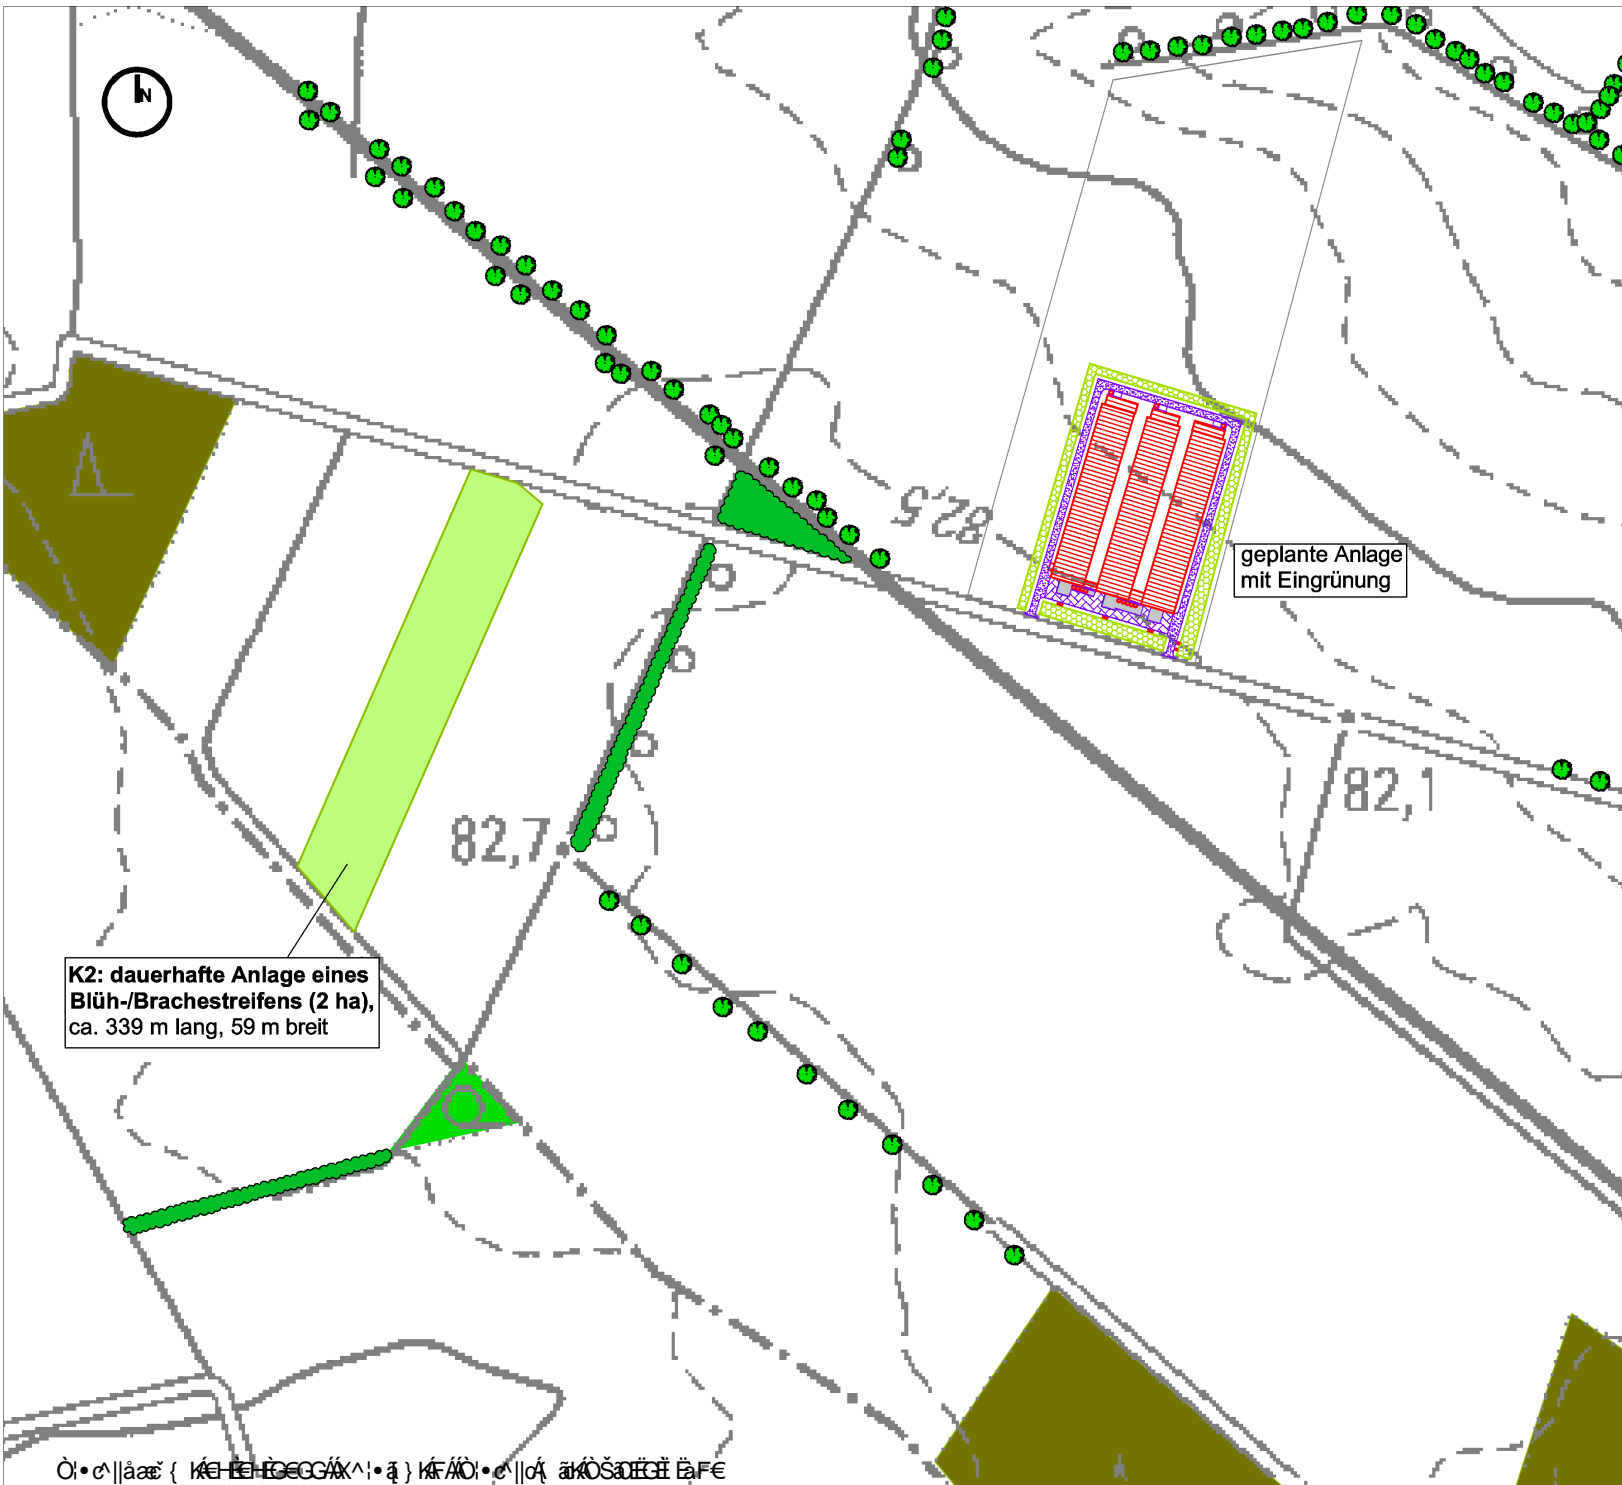 N
82,5
geplante Anlage
mit Eingrünung
82,1
82,7
K2: dauerhafte Anlage eines
Blüh-/Brachestreifens (2 ha),
ca. 339 m lang, 59 m breit